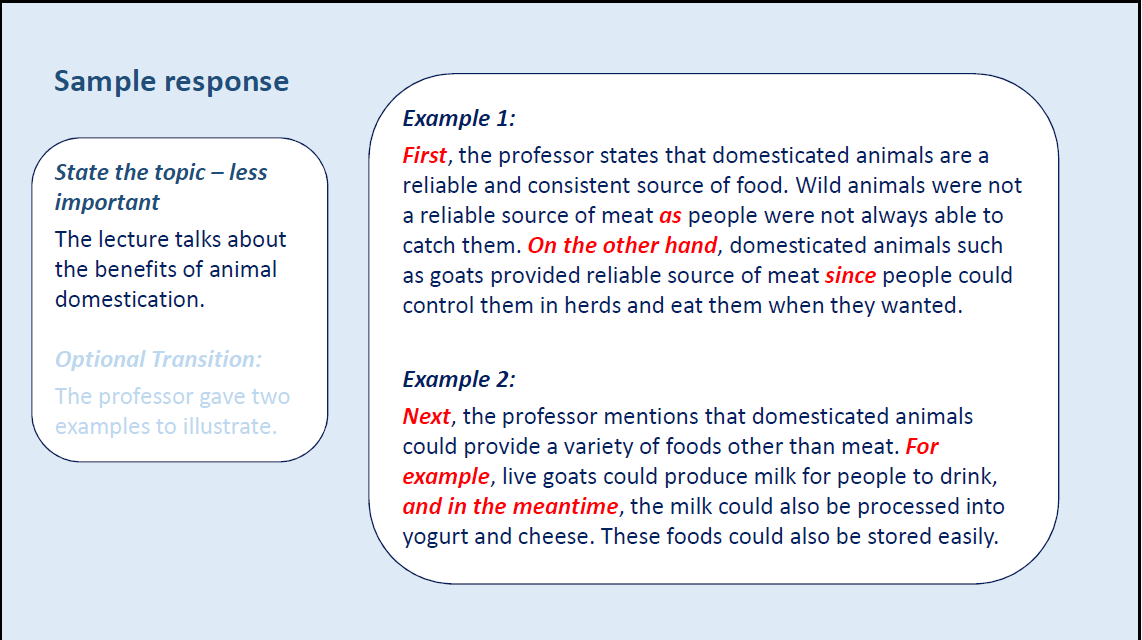 Sample response
State the topic – less
important
The lecture talks about
the benefits of animal
domestication.
Optional Transition:
The professor gave two
examples to illustrate.
Example 1:
First, the professor states that domesticated animals are a
reliable and consistent source of food. Wild animals were not
a reliable source of meat as people were not always able to
catch them. On the other hand, domesticated animals such
as goats provided reliable source of meat since people could
control them in herds and eat them when they wanted.
Example 2:
Next, the professor mentions that domesticated animals
could provide a variety of foods other than meat. For
example, live goats could produce milk for people to drink,
and in the meantime, the milk could also be processed into
yogurt and cheese. These foods could also be stored easily.